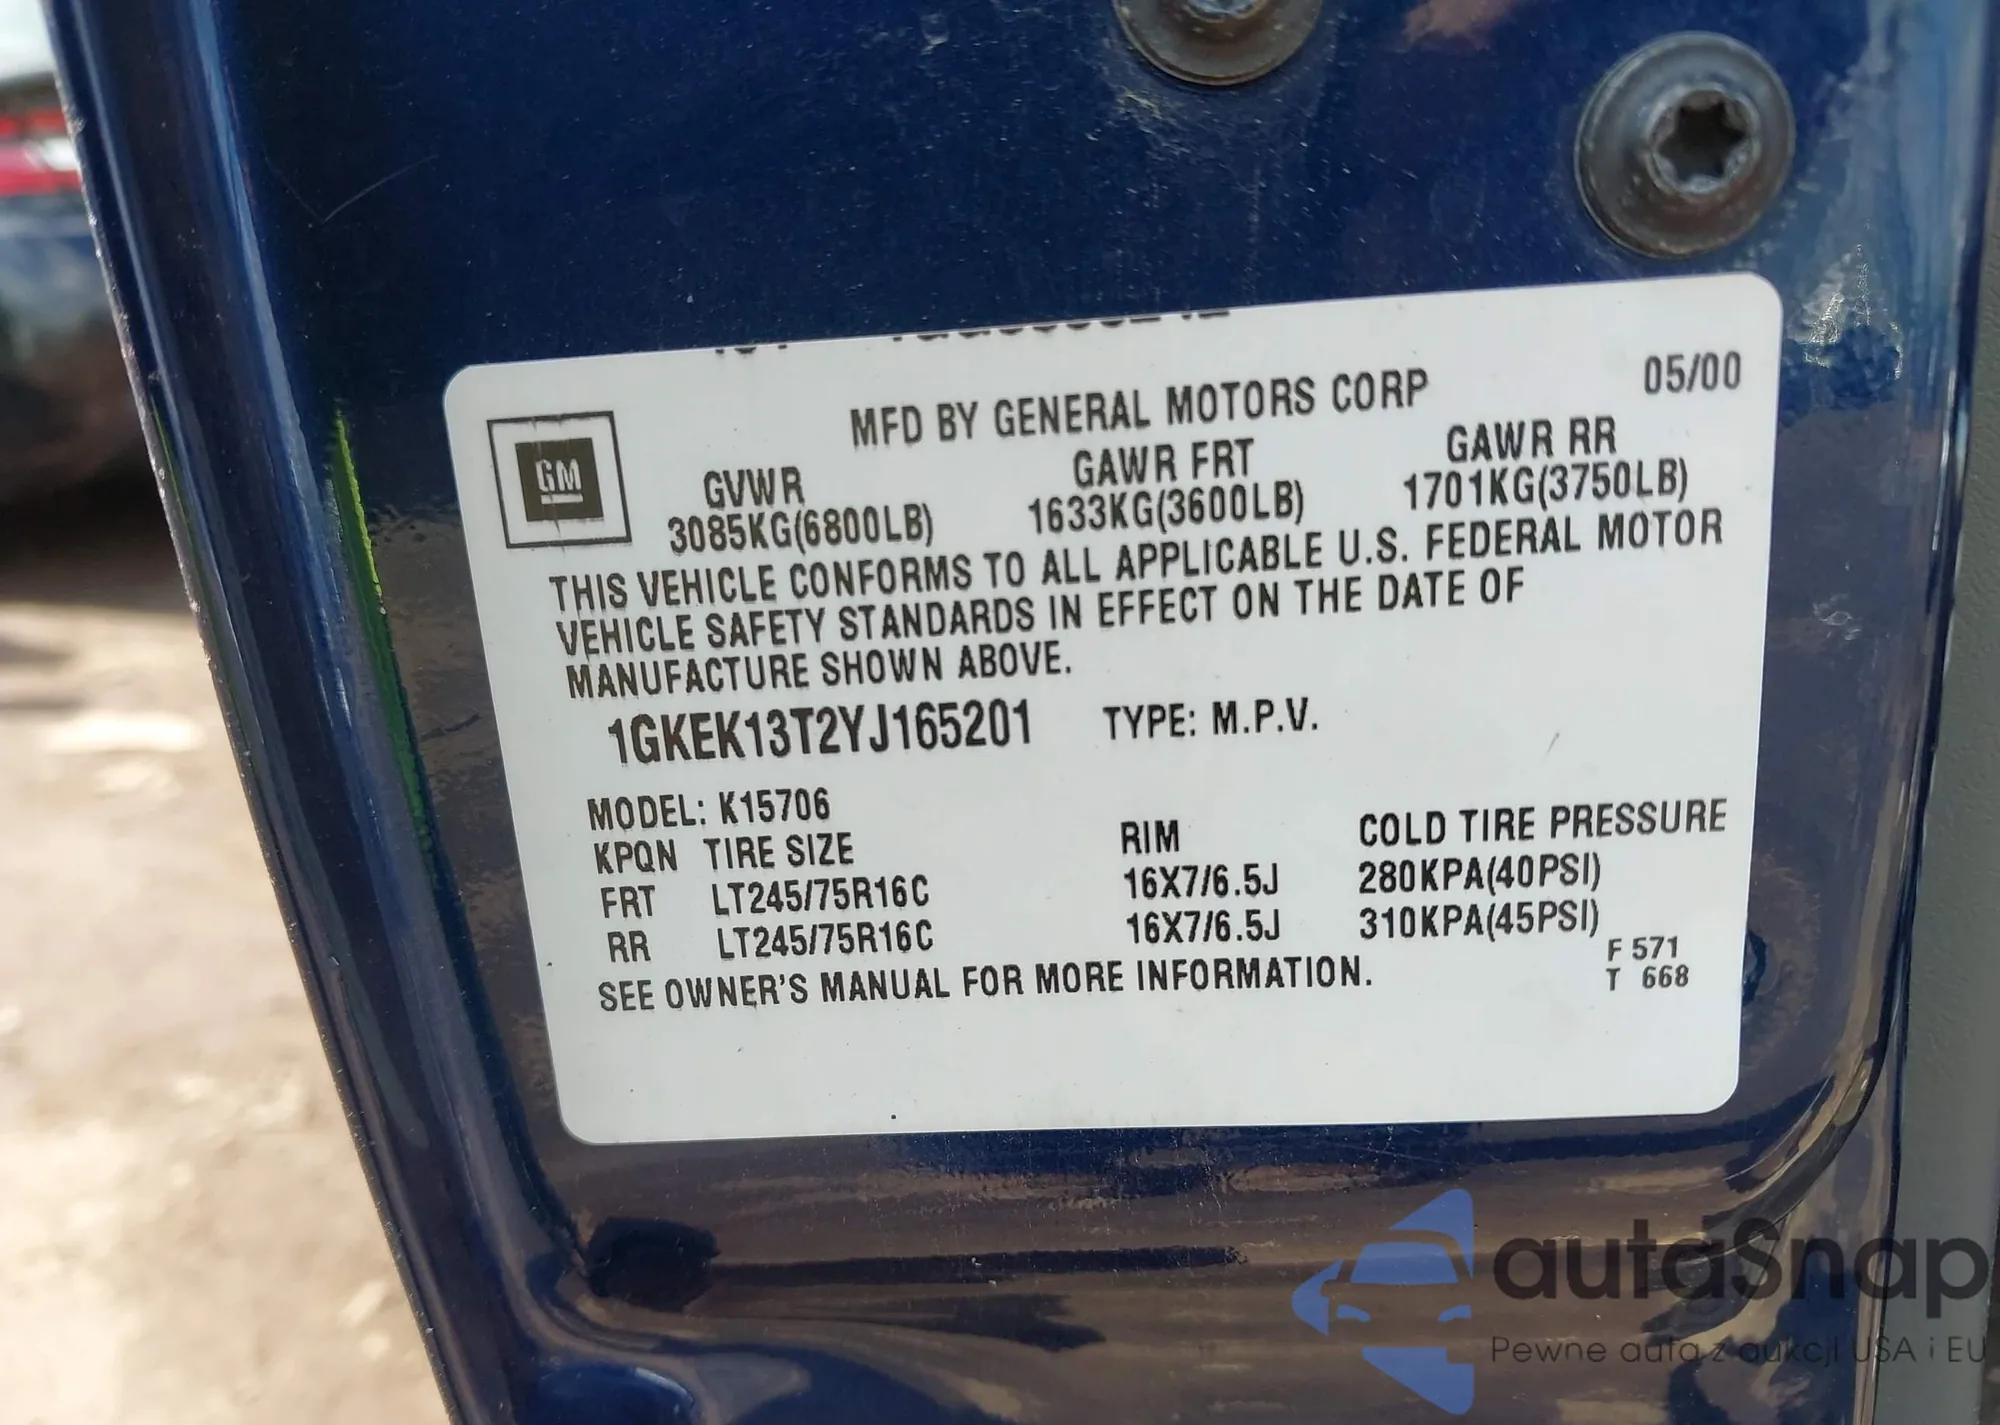 MFD BY GENERAL MOTORS CORP 05/00
GM
GVWR GAWR FRT GAWR RR
3085KG(6800LB) 1633KG(3600LB) 1701KG(3750LB)
THIS VEHICLE CONFORMS TO ALL APPLICABLE U.S. FEDERAL MOTOR
VEHICLE SAFETY STANDARDS IN EFFECT ON THE DATE OF
MANUFACTURE SHOWN ABOVE.
1GKEK13T2YJ165201 TYPE: M.P.V.
MODEL: K15706
KPQN TIRE SIZE RIM COLD TIRE PRESSURE
FRT LT245/75R16C 16X7/6.5J 280KPA(40PSI)
RR LT245/75R16C 16X7/6.5J 310KPA(45PSI)
SEE OWNER'S MANUAL FOR MORE INFORMATION.
F 571
T 668
autaSnap
Pewne auta z aukcji USA i EU